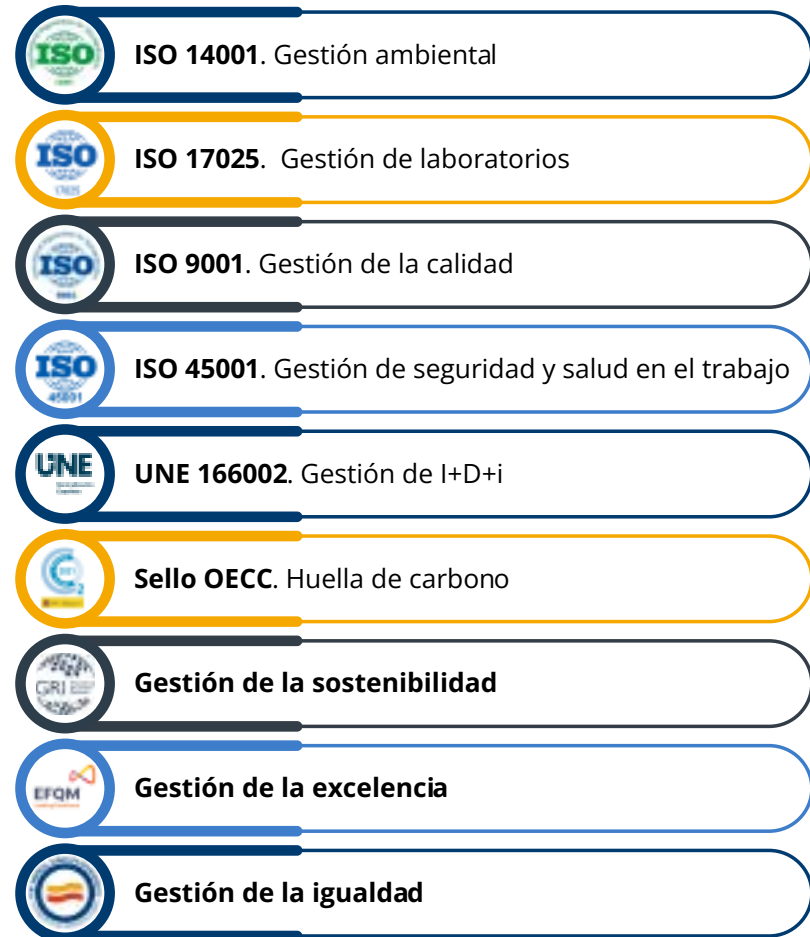 ISO
ISO 14001. Gestión ambiental
ISO
17025
ISO 17025. Gestión de laboratorios
ISO
9001
ISO 9001. Gestión de la calidad
ISO
45001
ISO 45001. Gestión de seguridad y salud en el trabajo
UNE
UNE 166002. Gestión de I+D+i
Sello OECC. Huella de carbono
GRI
Gestión de la sostenibilidad
EFQM
Gestión de la excelencia
Gestión de la igualdad